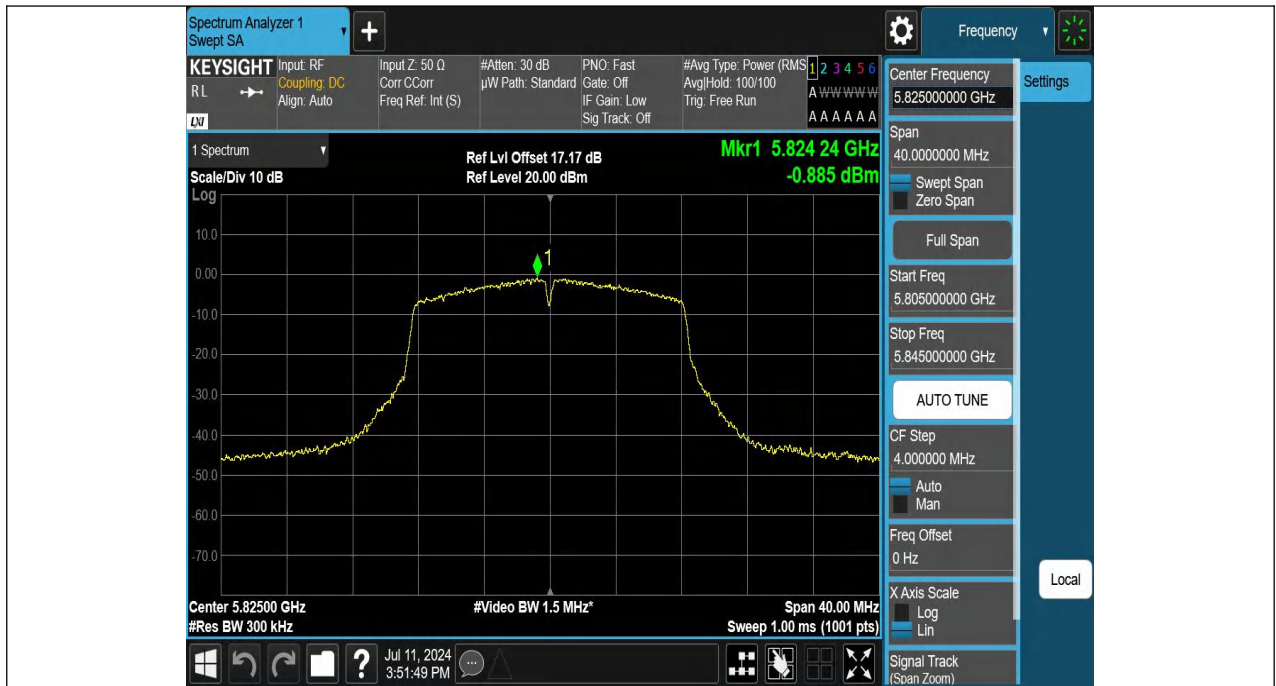 Spectrum Analyzer 1
Swept SA
+
Frequency
KEYSIGHT
RL
LXI
Input: RF
Coupling: DC
Align: Auto
Input Z: 50 Ω
Corr CCorr
Freq Ref: Int (S)
#Atten: 30 dB
µW Path: Standard
PNO: Fast
Gate: Off
IF Gain: Low
Sig Track: Off
#Avg Type: Power (RMS
Avg|Hold: 100/100
Trig: Free Run
1 2 3 4 5 6
A W W W W W
A A A A A A
Center Frequency
5.825000000 GHz
Settings
Span
40.0000000 MHz
Swept Span
Zero Span
Full Span
Start Freq
5.805000000 GHz
Stop Freq
5.845000000 GHz
AUTO TUNE
CF Step
4.000000 MHz
Auto
Man
Freq Offset
0 Hz
X Axis Scale
Log
Lin
Signal Track
(Span Zoom)
Local
1 Spectrum
Scale/Div 10 dB
Log
Ref Lvl Offset 17.17 dB
Ref Level 20.00 dBm
Mkr1 5.824 24 GHz
-0.885 dBm
1
10.0
0.00
-10.0
-20.0
-30.0
-40.0
-50.0
-60.0
-70.0
Center 5.82500 GHz
#Res BW 300 kHz
#Video BW 1.5 MHz*
Span 40.00 MHz
Sweep 1.00 ms (1001 pts)
?
Jul 11, 2024
3:51:49 PM